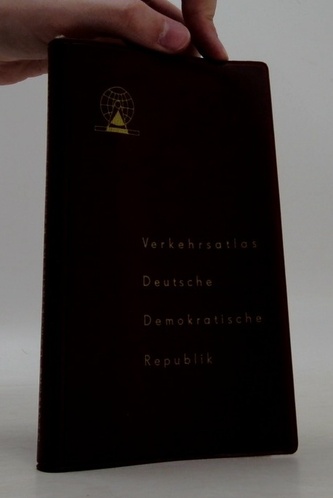 Verkehrsatlas
Deutsche
Demokratische
Republik